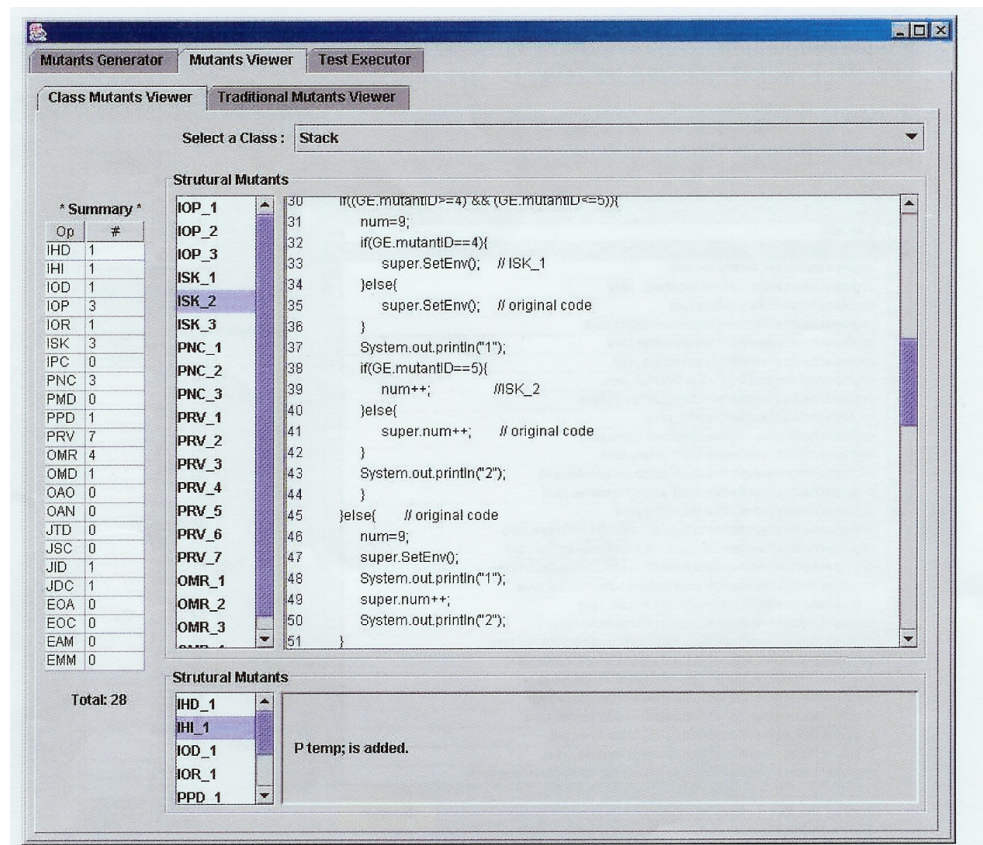 Mutants Generator Mutants Viewer Test Executor
Class Mutants Viewer Traditional Mutants Viewer
Select a Class : Stack
* Summary *
Op #
IHD 1
IHI 1
IOD 1
IOP 3
IOR 1
ISK 3
IPC 0
PNC 3
PMD 0
PPD 1
PRV 7
OMR 4
OMD 1
OAO 0
OAN 0
JTD 0
JSC 0
JID 1
JDC 1
EOA 0
EOC 0
EAM 0
EMM 0
Total: 28
Strutural Mutants
IOP_1
IOP_2
IOP_3
ISK_1
ISK_2
ISK_3
PNC_1
PNC_2
PNC_3
PRV_1
PRV_2
PRV_3
PRV_4
PRV_5
PRV_6
PRV_7
OMR_1
OMR_2
OMR_3
30 if((GE.mutantID>=4) && (GE.mutantID<=5)){
31 num=9;
32 if(GE.mutantID==4){
33 super.SetEnv(); // ISK_1
34 }else{
35 super.SetEnv(); // original code
36 }
37 System.out.println("1");
38 if(GE.mutantID==5){
39 num++; //ISK_2
40 }else{
41 super.num++; // original code
42 }
43 System.out.println("2");
44 }
45 }else{ // original code
46 num=9;
47 super.SetEnv();
48 System.out.println("1");
49 super.num++;
50 System.out.println("2");
51 }
Strutural Mutants
IHD_1
IHI_1
IOD_1
IOR_1
PPD_1
P temp; is added.